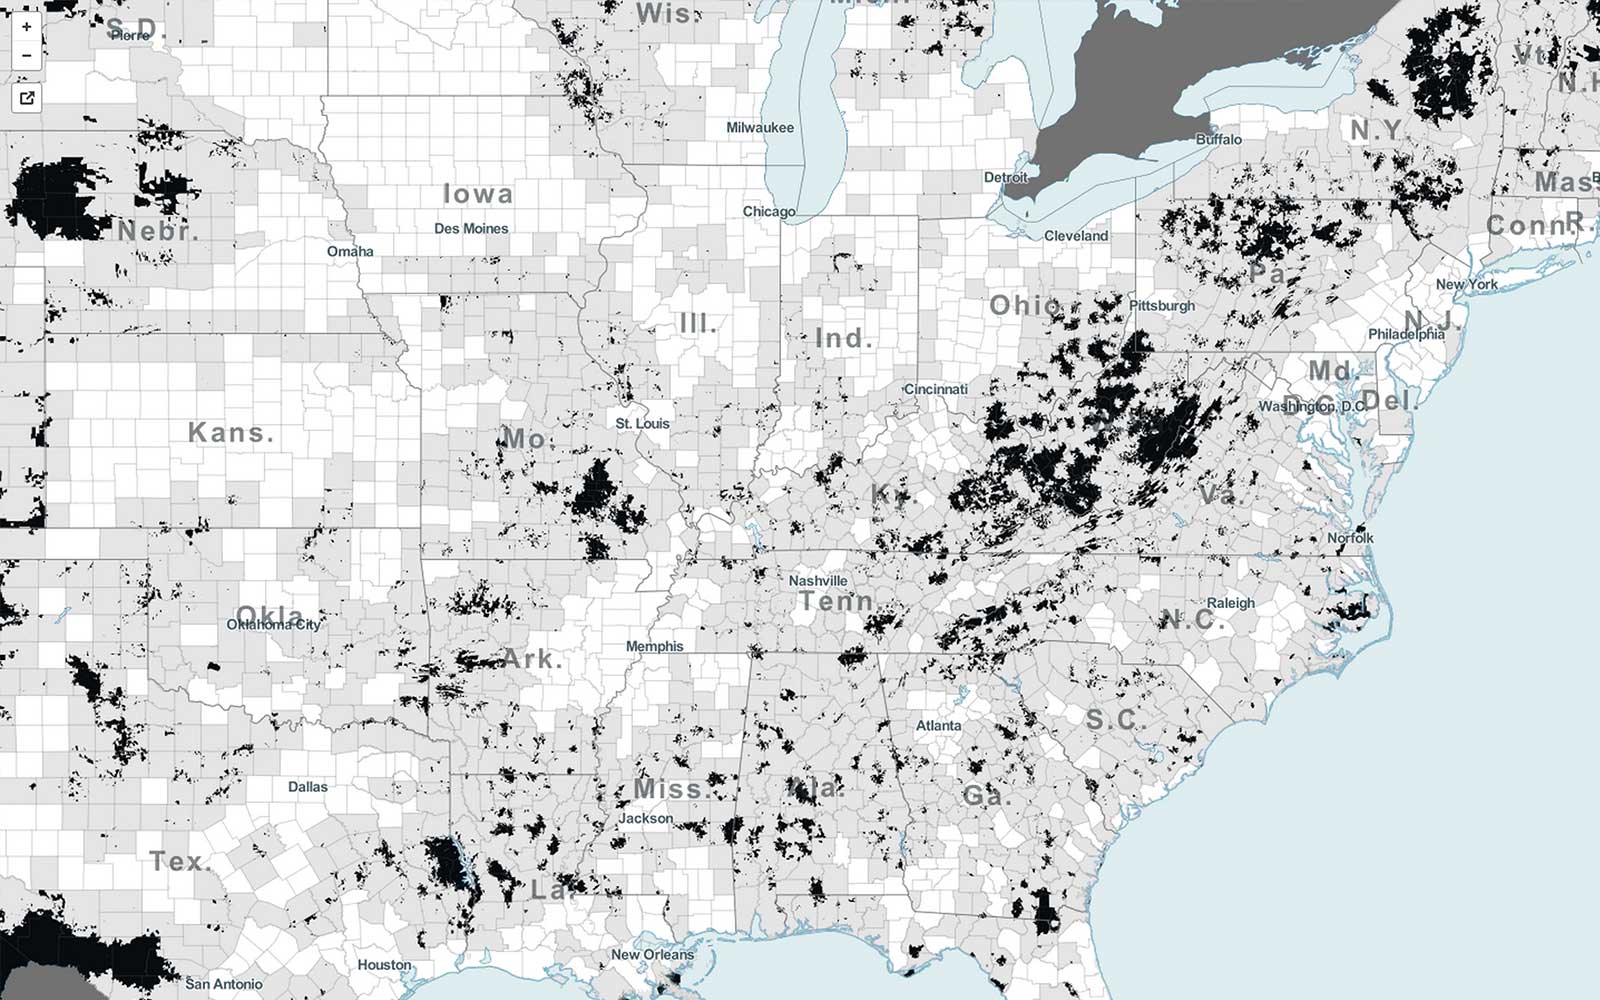 +
−
S.D.
Pierre
Wis.
Vt.
N.H
Milwaukee
Buffalo
N.Y.
Detroit
Iowa
Mass
B
Chicago
Des Moines
Nebr.
Omaha
Cleveland
Conn.
R.
Pa.
New York
Ohio
Pittsburgh
Ill.
Ind.
N.J.
Philadelphia
Md.
Cincinnati
Washington, D.C.
D.C.
Del.
St. Louis
Kans.
Mo.
Ky.
Va.
Norfolk
Nashville
Tenn.
Raleigh
N.C.
Okla.
Oklahoma City
Memphis
Ark.
Atlanta
S.C.
Dallas
Miss.
Ala.
Ga.
Jackson
Tex.
La.
New Orleans
Houston
San Antonio